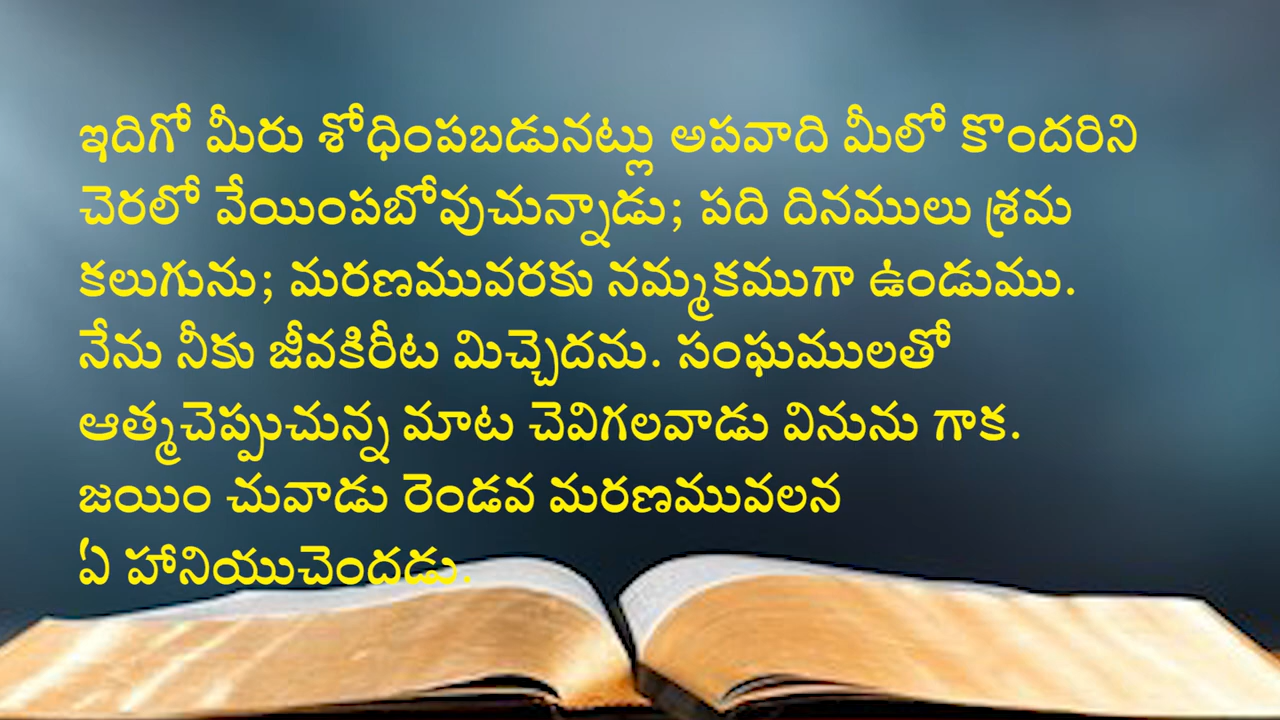 ఇదిగో మీరు శోధింపబడునట్లు అపవాది మీలో కొందరిని
చెరలో వేయింపబోవుచున్నాడు; పది దినములు శ్రమ
కలుగును; మరణమువరకు నమ్మకముగా ఉండుము.
నేను నీకు జీవకిరీట మిచ్చెదను. సంఘములతో
ఆత్మచెప్పుచున్న మాట చెవిగలవాడు వినును గాక.
జయిం చువాడు రెండవ మరణమువలన
ఏ హానియుచెందడు.